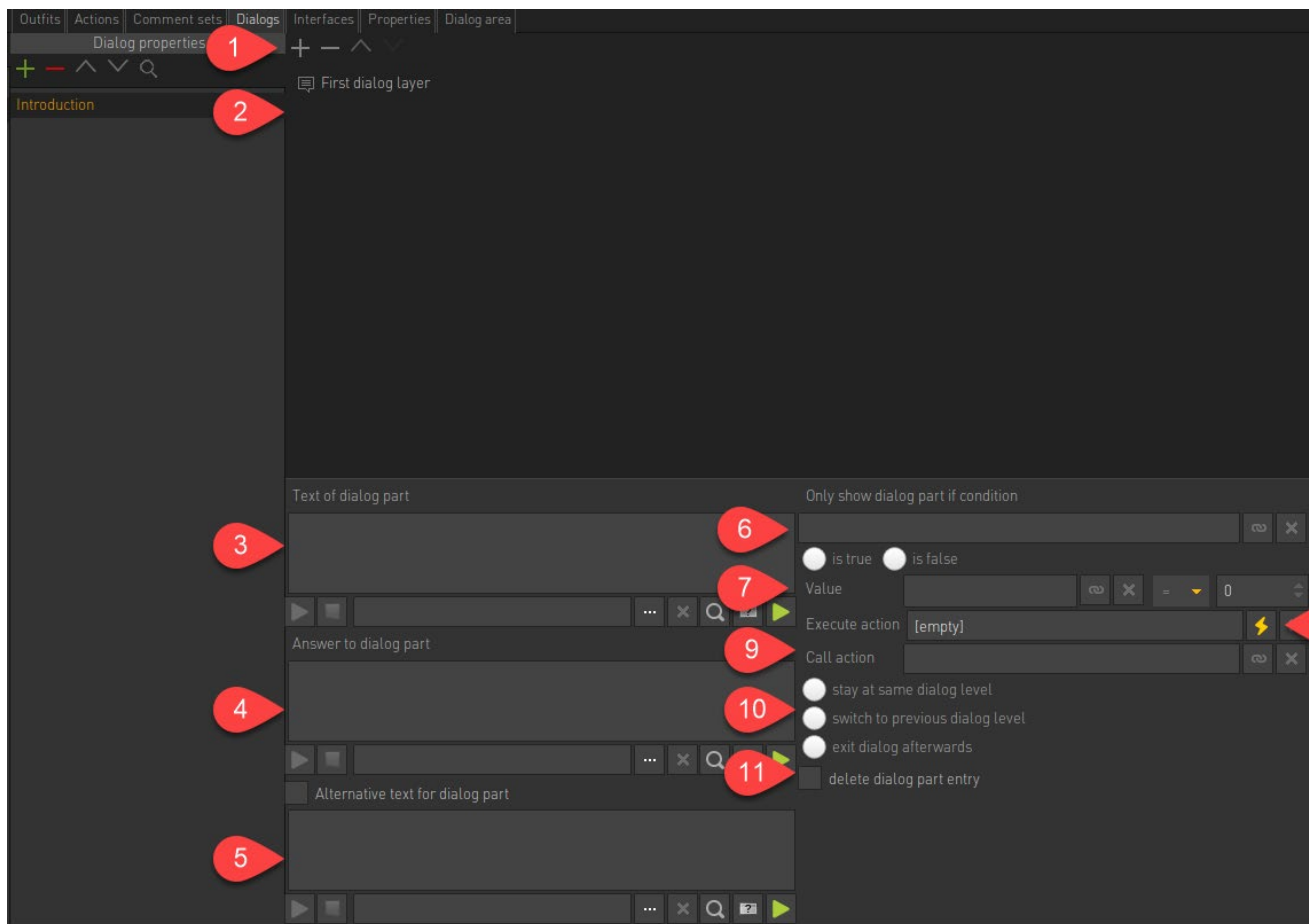 Outfits Actions Comment sets Dialogs Interfaces Properties Dialog area
Dialog properties
1
Introduction
2
First dialog layer
Text of dialog part
3
Answer to dialog part
4
Alternative text for dialog part
5
Only show dialog part if condition
6
is true is false
7
Value = 0
Execute action [empty]
9
Call action
stay at same dialog level
10
switch to previous dialog level
exit dialog afterwards
11
delete dialog part entry